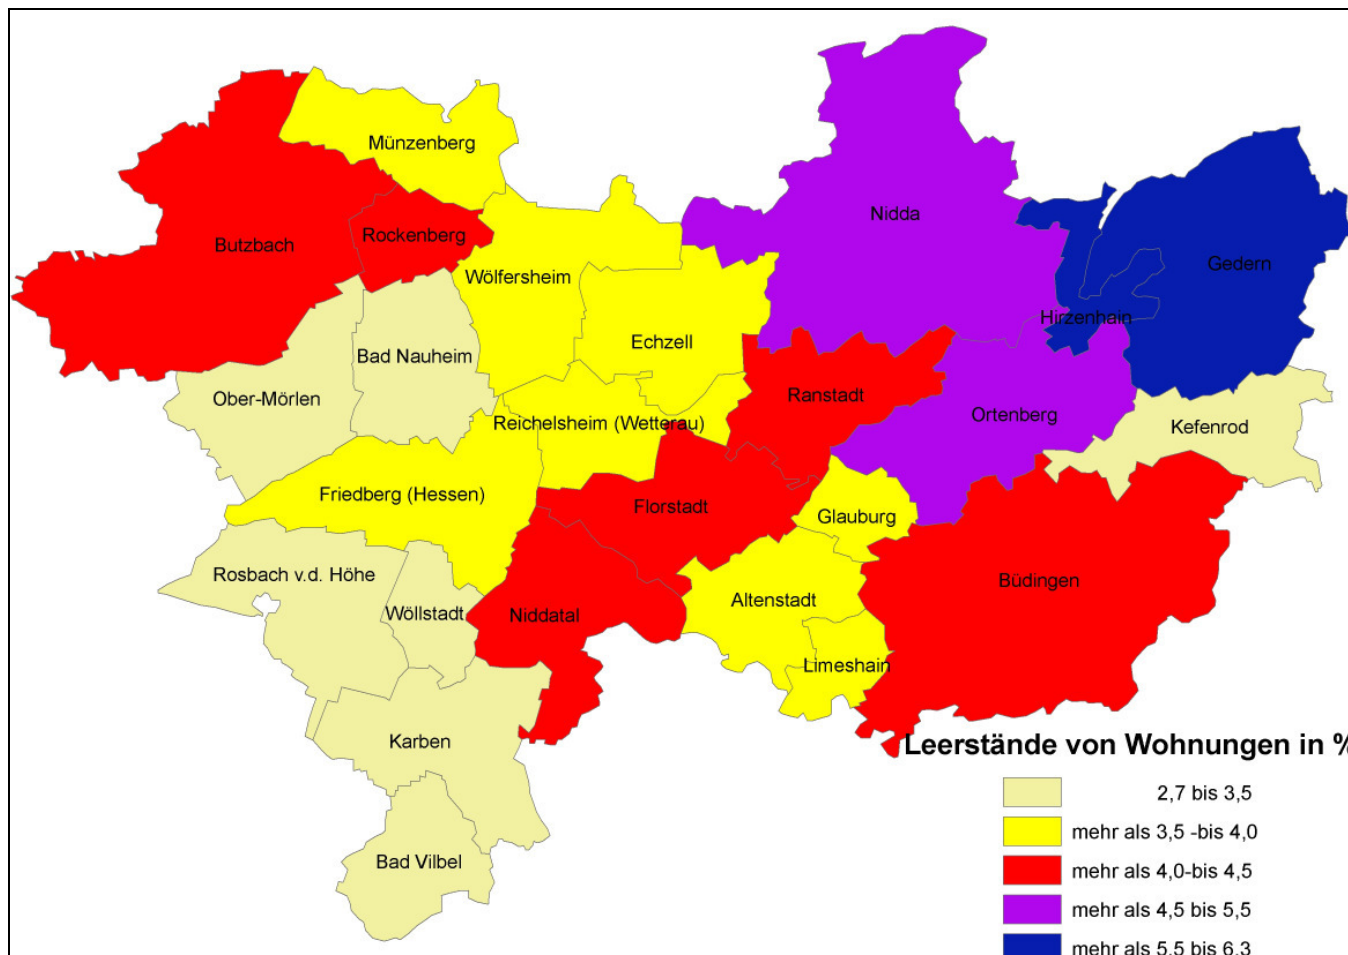 Münzenberg
Nidda
Butzbach
Rockenberg
Gedern
Wölfersheim
Hirzenhain
Echzell
Bad Nauheim
Ober-Mörlen
Ranstadt
Ortenberg
Reichelsheim (Wetterau)
Kefenrod
Friedberg (Hessen)
Florstadt
Glauburg
Rosbach v.d. Höhe
Büdingen
Altenstadt
Wöllstadt
Niddatal
Limeshain
Karben
Bad Vilbel
Leerstände von Wohnungen in %
2,7 bis 3,5
mehr als 3,5 -bis 4,0
mehr als 4,0-bis 4,5
mehr als 4,5 bis 5,5
mehr als 5,5 bis 6,3